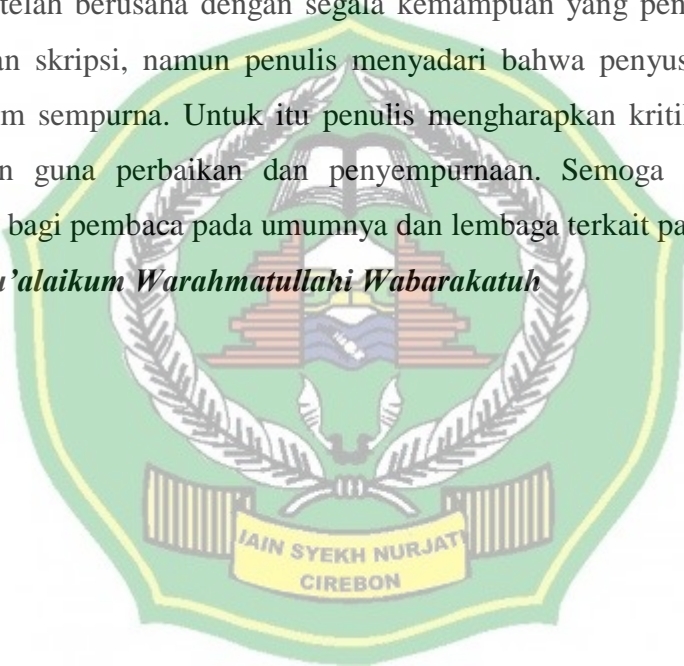 telah berusaha dengan segala kemampuan yang pen
an skripsi, namun penulis menyadari bahwa penyus
m sempurna. Untuk itu penulis mengharapkan kriti
n guna perbaikan dan penyempurnaan. Semoga
bagi pembaca pada umumnya dan lembaga terkait pa
u'alaikum Warahmatullahi Wabarakatuh
IAIN SYEKH NURJATI
CIREBON